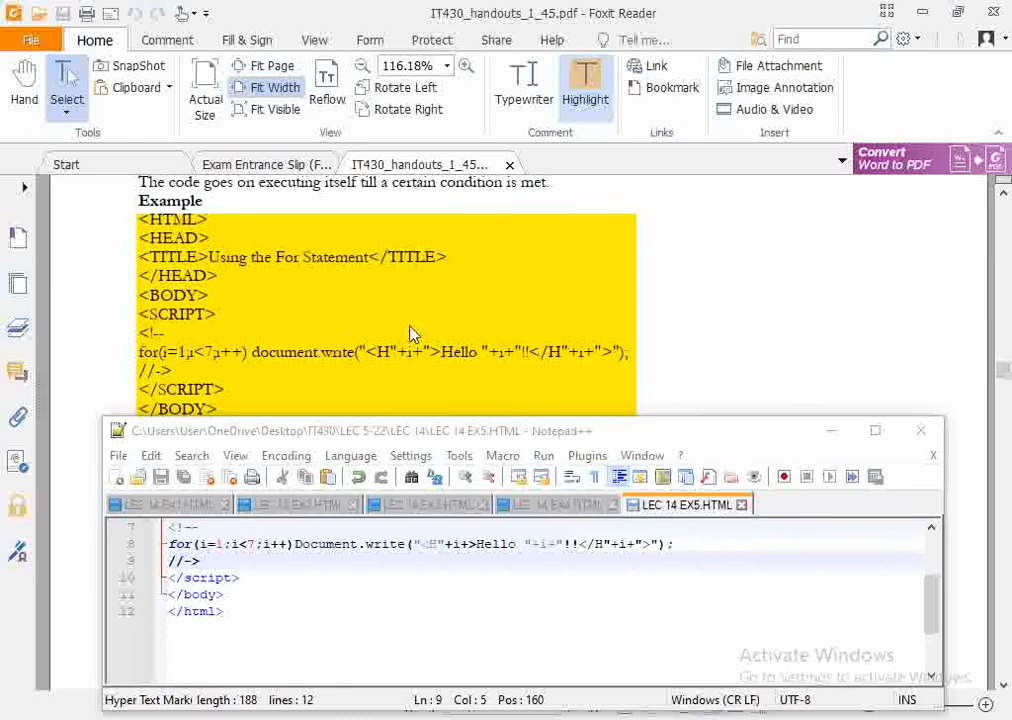 IT430_handouts_1_45.pdf - Foxit Reader
File Home Comment Fill & Sign View Form Protect Share Help Tell me... Find
SnapShot Fit Page 116.18% Link File Attachment
Clipboard Fit Width Rotate Left Bookmark Image Annotation
Hand Select Actual Size Fit Visible Reflow Rotate Right Typewriter Highlight Audio & Video
Tools View Comment Links Insert
Start Exam Entrance Slip (F... IT430_handouts_1_45... Convert Word to PDF
The code goes on executing itself till a certain condition is met.
Example
<HTML>
<HEAD>
<TITLE>Using the For Statement</TITLE>
</HEAD>
<BODY>
<SCRIPT>
<!--
for(i=1;i<7;i++) document.write("<H"+i+">Hello "+i+"!!</H"+i+">");
//->
</SCRIPT>
</BODY>
C:\Users\User\OneDrive\Desktop\IT430\LEC 5-22\LEC 14\LEC 14 EX5.HTML - Notepad++
File Edit Search View Encoding Language Settings Tools Macro Run Plugins Window ? X
LEC 14 EX5.HTML
7 <!--
8 for(i=1;i<7;i++)Document.write("<H"+i+>Hello "+i+"!!</H"+i+">");
9 //->
10 </script>
11 </body>
12 </html>
Activate Windows
Go to Settings to activate Windows.
Hyper Text Mark length : 188 lines : 12 Ln : 9 Col : 5 Pos : 160 Windows (CR LF) UTF-8 INS